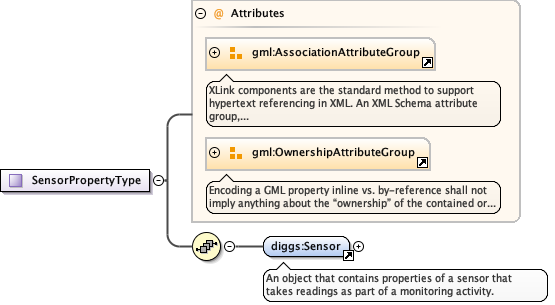 Attributes
gml:AssociationAttributeGroup
XLink components are the standard method to support
hypertext referencing in XML. An XML Schema attribute
group,...
gml:OwnershipAttributeGroup
Encoding a GML property inline vs. by-reference shall not
imply anything about the “ownership” of the contained or...
SensorPropertyType
diggs:Sensor
An object that contains properties of a sensor that
takes readings as part of a monitoring activity.